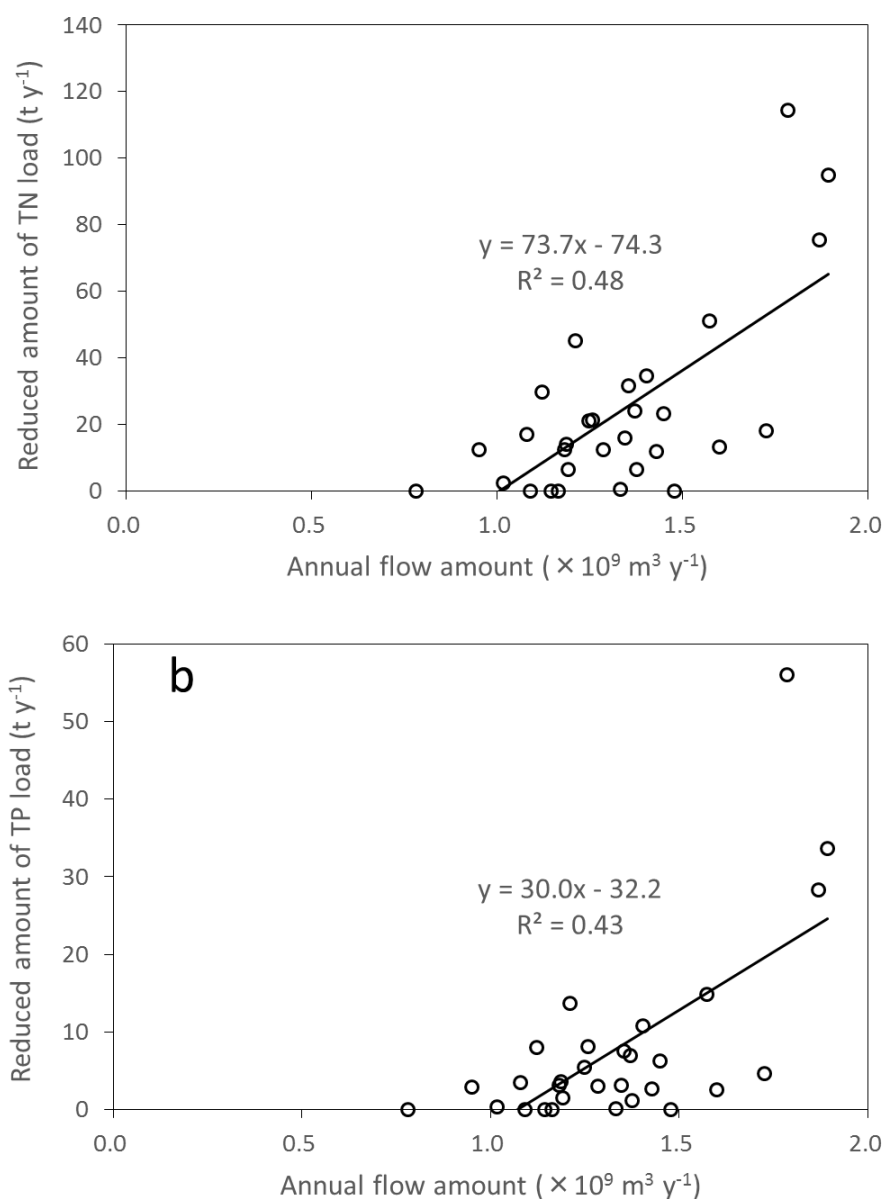 140
120
100
80
60
40
20
0
Reduced amount of TN load (t y⁻¹)
y = 73.7x - 74.3
R² = 0.48
0.0 0.5 1.0 1.5 2.0
Annual flow amount ( × 10⁹ m³ y⁻¹)
b
60
50
40
30
20
10
0
Reduced amount of TP load (t y⁻¹)
y = 30.0x - 32.2
R² = 0.43
0.0 0.5 1.0 1.5 2.0
Annual flow amount ( × 10⁹ m³ y⁻¹)